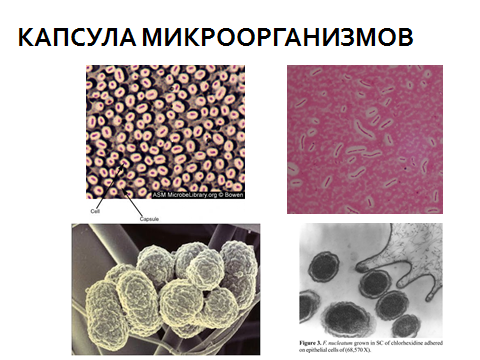 КАПСУЛА МИКРООРГАНИЗМОВ
ASM MicrobeLibrary.org © Bowen
Cell
Capsule
Figure 3. F. nucleatum grown in SC of chlorhexidine adhered
on epithelial cells of (68,570 X).